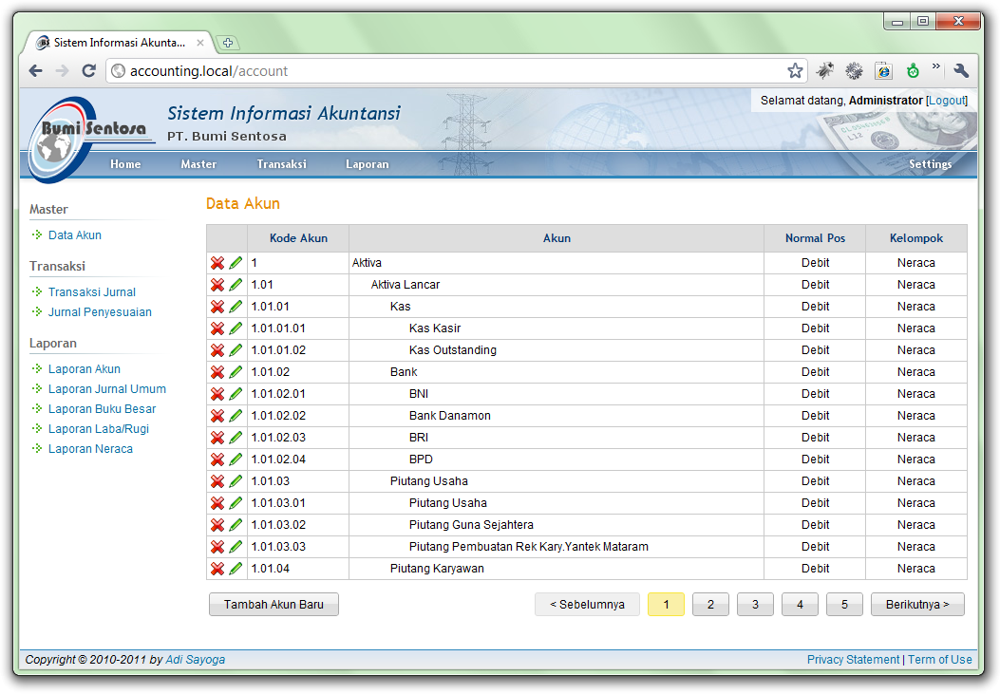 Sistem Informasi Akunta...
accounting.local/account
Selamat datang, Administrator [Logout]
Bumi Sentosa
Sistem Informasi Akuntansi
PT. Bumi Sentosa
Home Master Transaksi Laporan Settings
Master
Data Akun
Transaksi
Transaksi Jurnal
Jurnal Penyesuaian
Laporan
Laporan Akun
Laporan Jurnal Umum
Laporan Buku Besar
Laporan Laba/Rugi
Laporan Neraca
Data Akun
Kode Akun Akun Normal Pos Kelompok
1 Aktiva Debit Neraca
1.01 Aktiva Lancar Debit Neraca
1.01.01 Kas Debit Neraca
1.01.01.01 Kas Kasir Debit Neraca
1.01.01.02 Kas Outstanding Debit Neraca
1.01.02 Bank Debit Neraca
1.01.02.01 BNI Debit Neraca
1.01.02.02 Bank Danamon Debit Neraca
1.01.02.03 BRI Debit Neraca
1.01.02.04 BPD Debit Neraca
1.01.03 Piutang Usaha Debit Neraca
1.01.03.01 Piutang Usaha Debit Neraca
1.01.03.02 Piutang Guna Sejahtera Debit Neraca
1.01.03.03 Piutang Pembuatan Rek Kary.Yantek Mataram Debit Neraca
1.01.04 Piutang Karyawan Debit Neraca
Tambah Akun Baru < Sebelumnya 1 2 3 4 5 Berikutnya >
Copyright © 2010-2011 by Adi Sayoga Privacy Statement | Term of Use